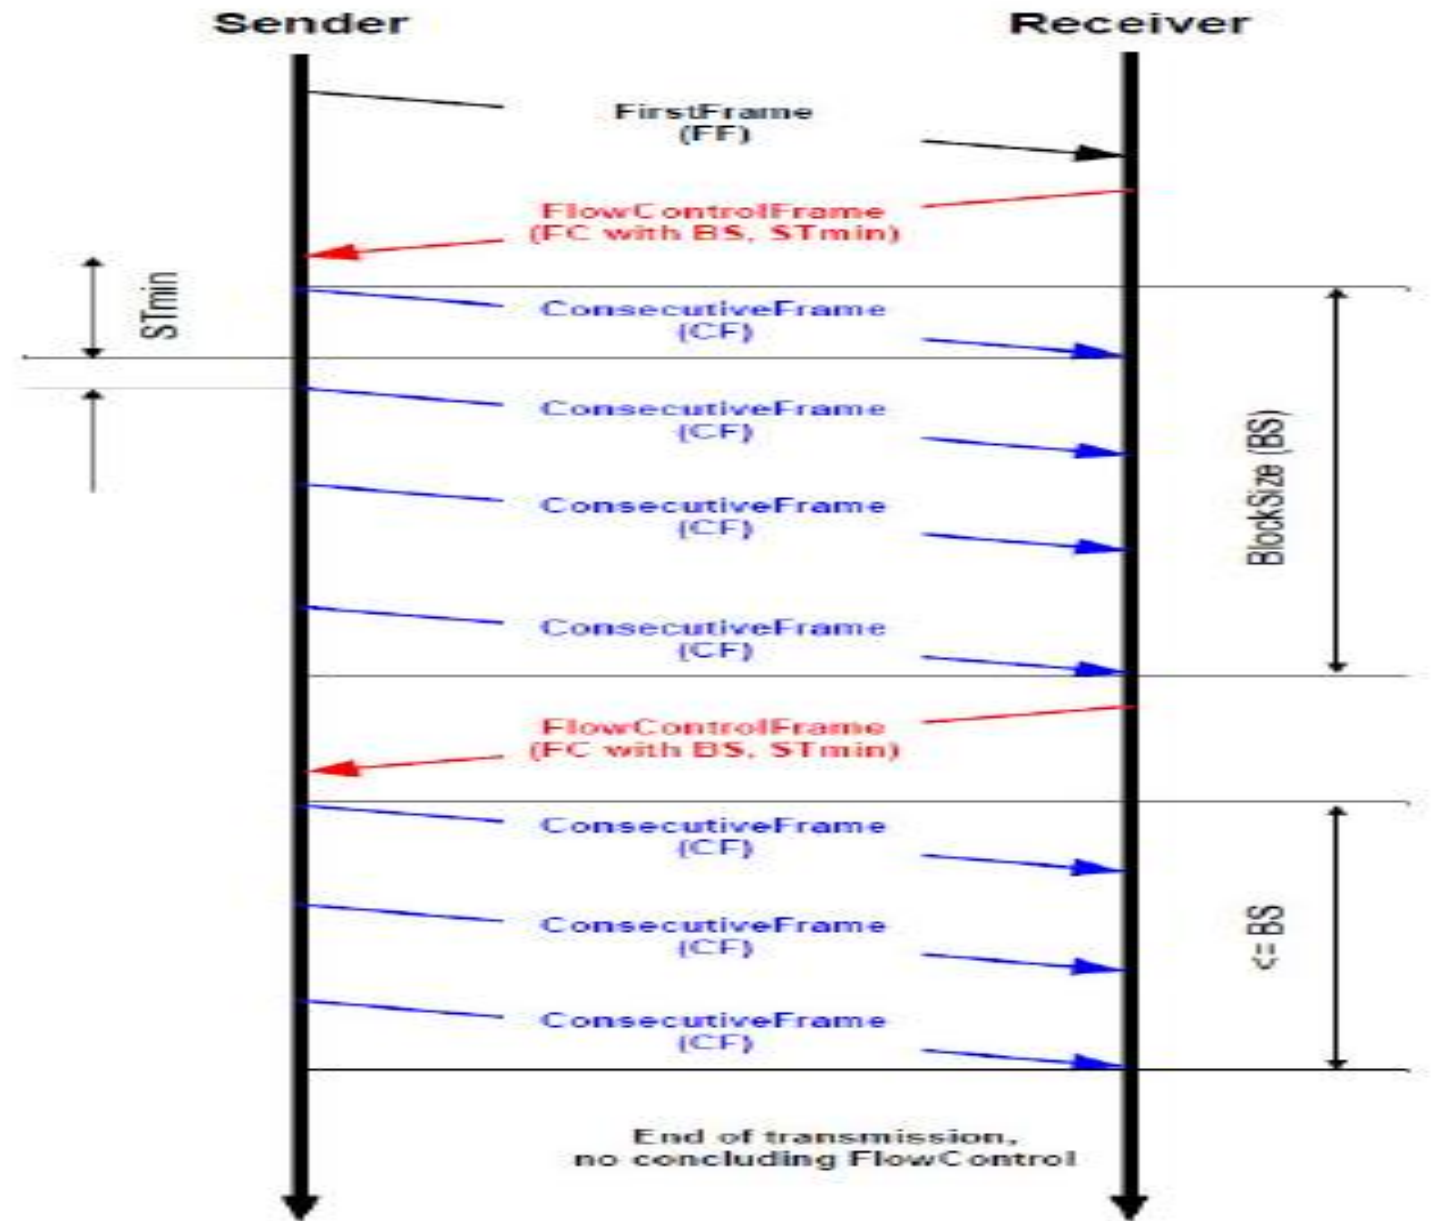 Sender
Receiver
FirstFrame
(FF)
FlowControlFrame
(FC with BS, STmin)
STmin
ConsecutiveFrame
(CF)
ConsecutiveFrame
(CF)
ConsecutiveFrame
(CF)
BlockSize (BS)
ConsecutiveFrame
(CF)
FlowControlFrame
(FC with BS, STmin)
ConsecutiveFrame
(CF)
ConsecutiveFrame
(CF)
<= BS
ConsecutiveFrame
(CF)
End of transmission,
no concluding FlowControl